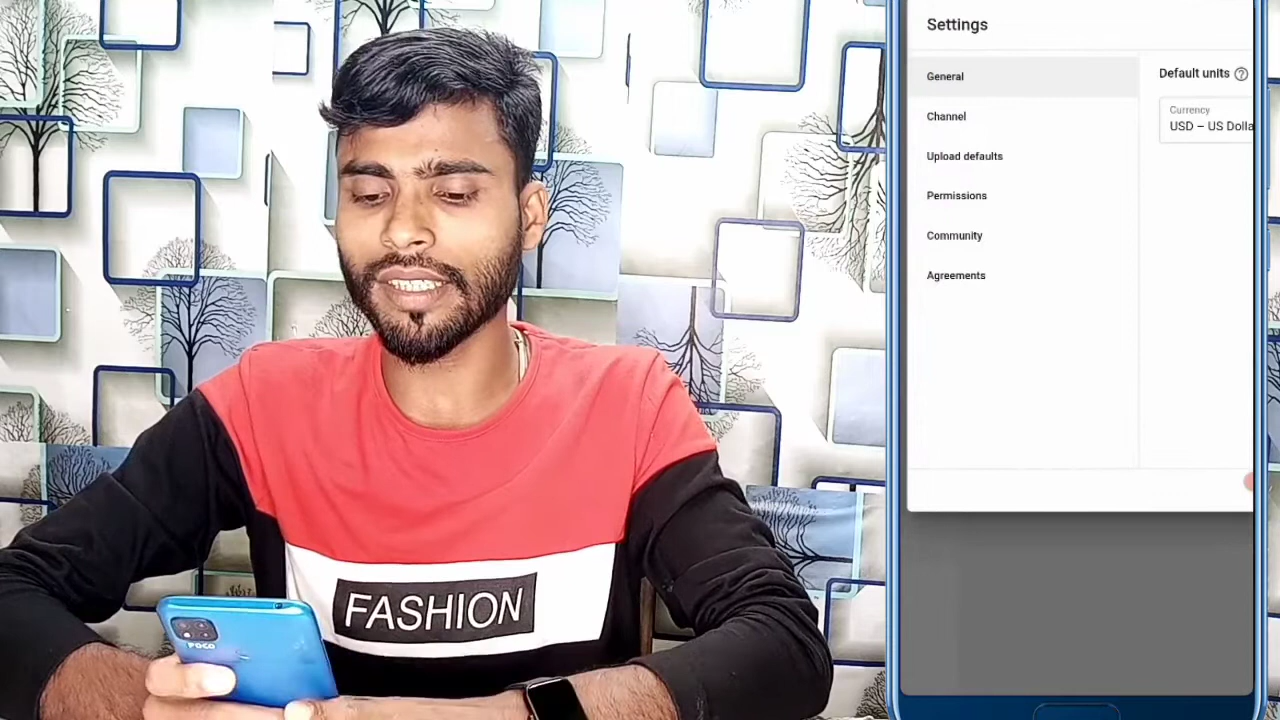 Settings
General
Channel
Upload defaults
Permissions
Community
Agreements
Default units
Currency
USD – US Dolla
FASHION
POCO